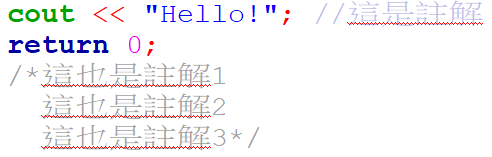 cout << "Hello!"; //這是註解
return 0;
/*這也是註解1
這也是註解2
這也是註解3*/